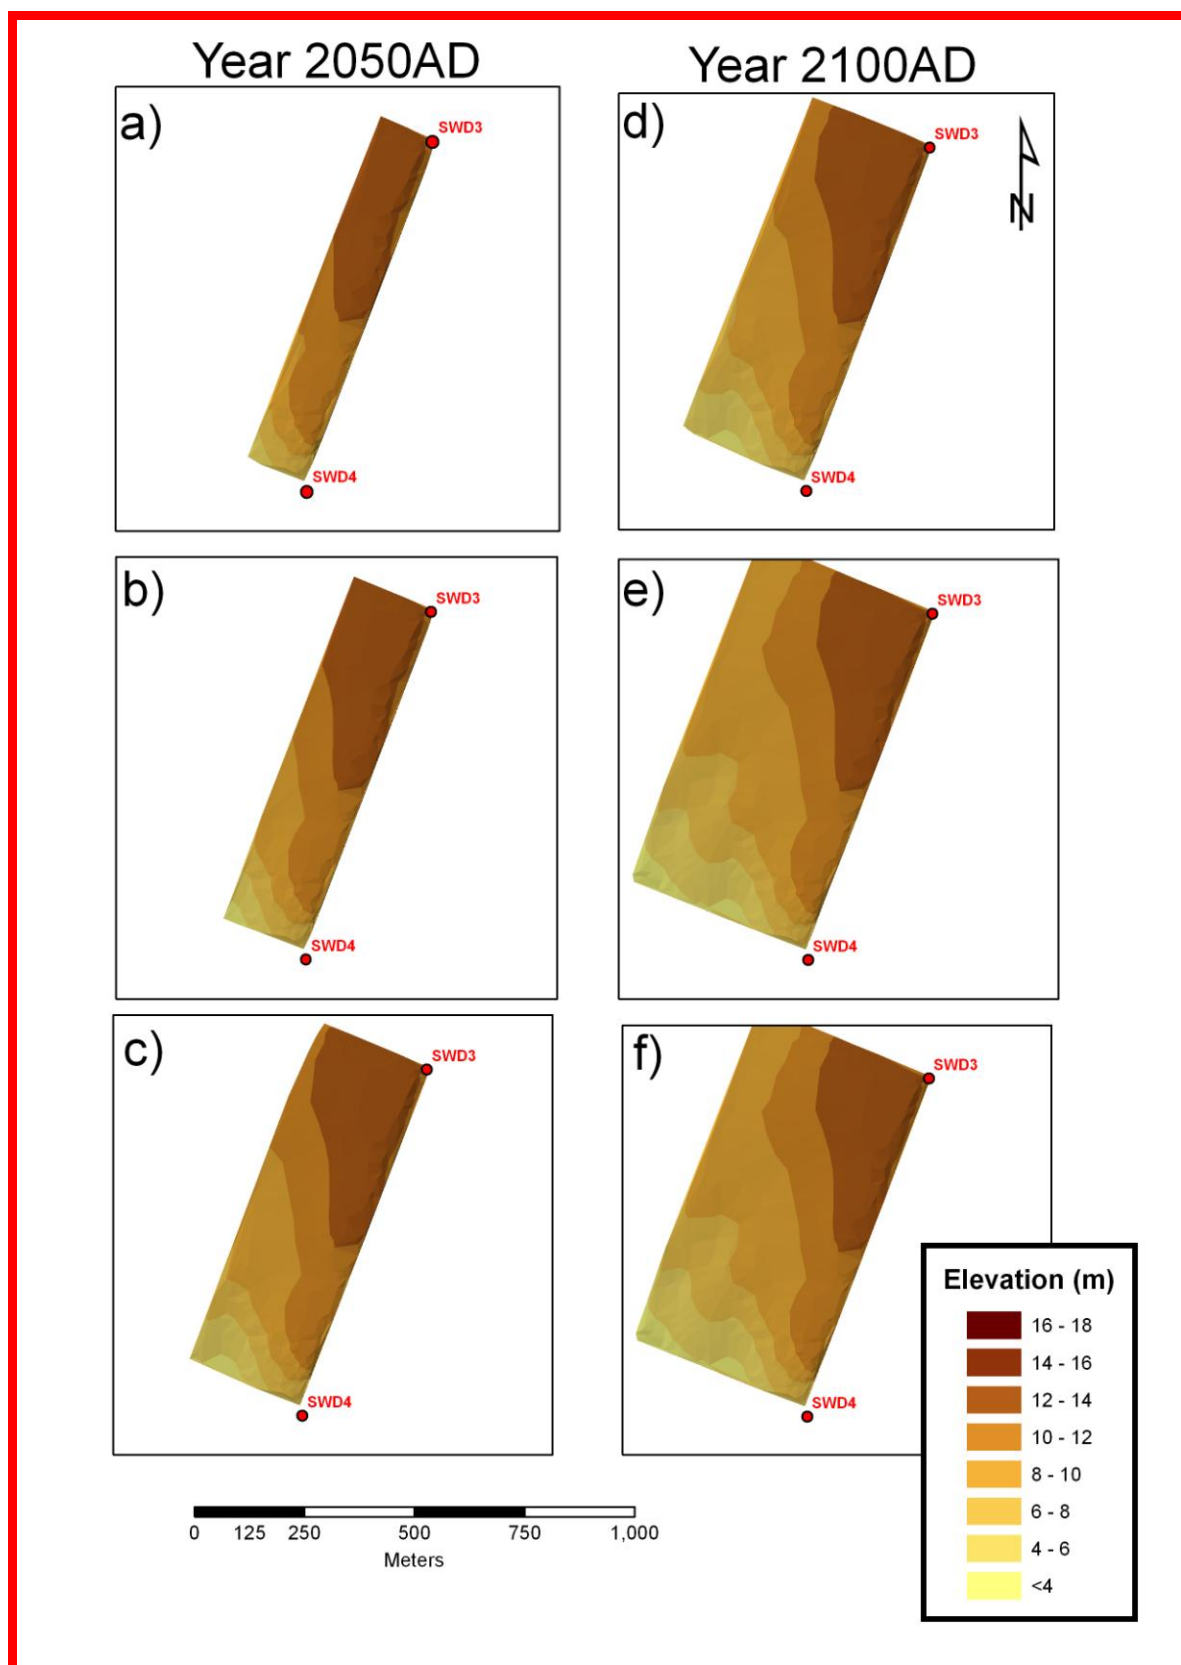 Year 2050AD
Year 2100AD
a)
SWD3
SWD4
d)
SWD3
N
SWD4
b)
SWD3
SWD4
e)
SWD3
SWD4
c)
SWD3
SWD4
f)
SWD3
SWD4
Elevation (m)
16 - 18
14 - 16
12 - 14
10 - 12
8 - 10
6 - 8
4 - 6
<4
0 125 250 500 750 1,000
Meters